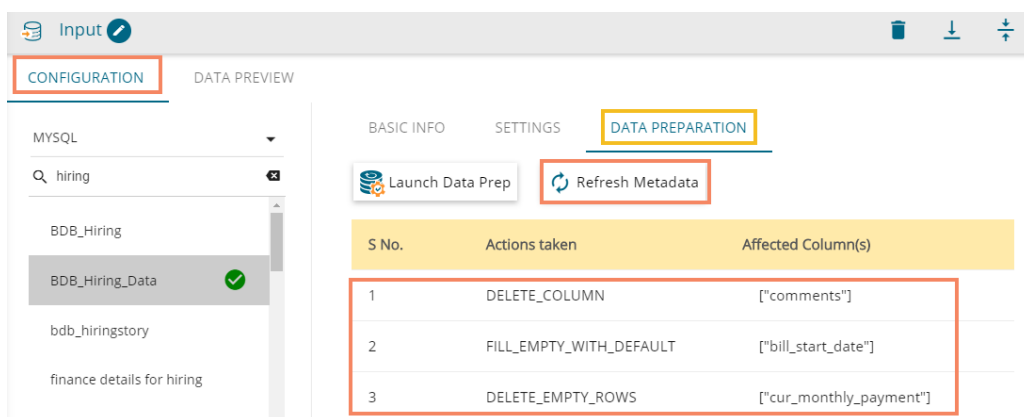 Input
CONFIGURATION DATA PREVIEW
MYSQL
hiring
BDB_Hiring
BDB_Hiring_Data
bdb_hiringstory
finance details for hiring
BASIC INFO SETTINGS DATA PREPARATION
Launch Data Prep Refresh Metadata
S No. Actions taken Affected Column(s)
1 DELETE_COLUMN ["comments"]
2 FILL_EMPTY_WITH_DEFAULT ["bill_start_date"]
3 DELETE_EMPTY_ROWS ["cur_monthly_payment"]